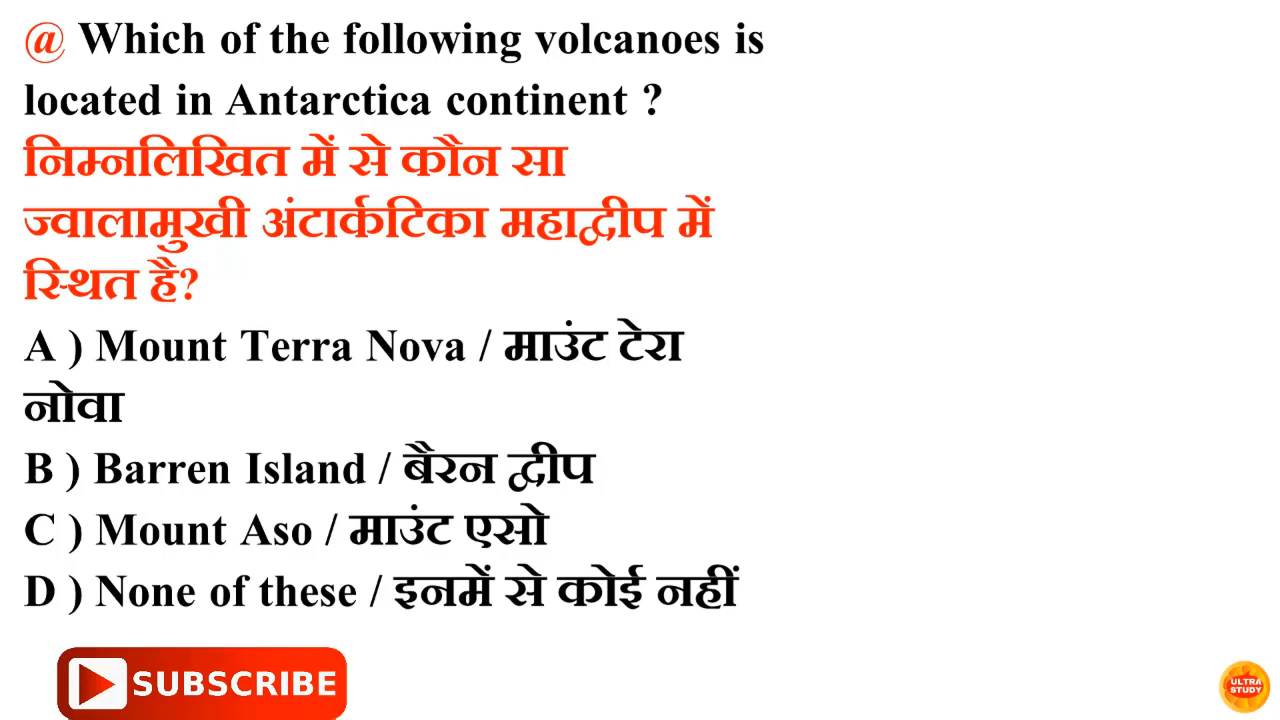 @ Which of the following volcanoes is
located in Antarctica continent ?
निम्नलिखित में से कौन सा
ज्वालामुखी अंटार्कटिका महाद्वीप में
स्थित है?
A ) Mount Terra Nova / माउंट टेरा
नोवा
B ) Barren Island / बैरन द्वीप
C ) Mount Aso / माउंट एसो
D ) None of these / इनमें से कोई नहीं
SUBSCRIBE
ULTRA
STUDY